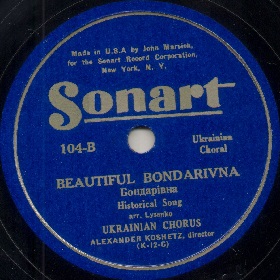 Made in U.S.A by John Marsich,
for the Sonart Record Corporation,
New York, N. Y.
Sonart
104-B
Ukrainian
Choral
BEAUTIFUL BONDARIVNA
Бондарівна
Historical Song
arr. Lysenko
UKRAINIAN CHORUS
ALEXANDER KOSHETZ, director
(K-12-G)